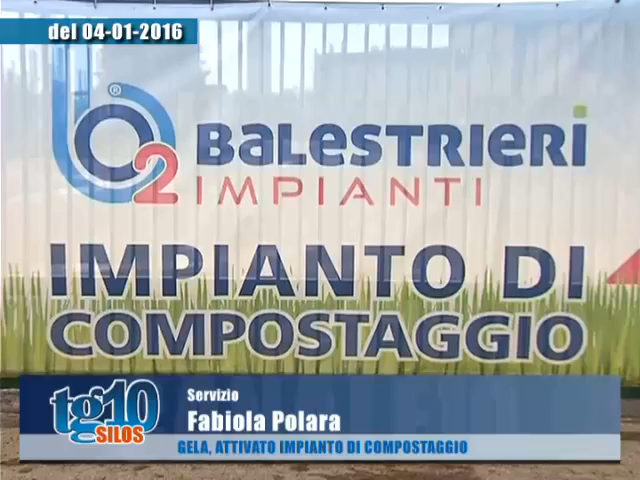 del 04-01-2016
b ®
O2
BaLESTRIERi
IMPIANTI
IMPIANTO DI
COMPOSTAGGIO
tg10
SILOS
Servizio
Fabiola Polara
GELA, ATTIVATO IMPIANTO DI COMPOSTAGGIO